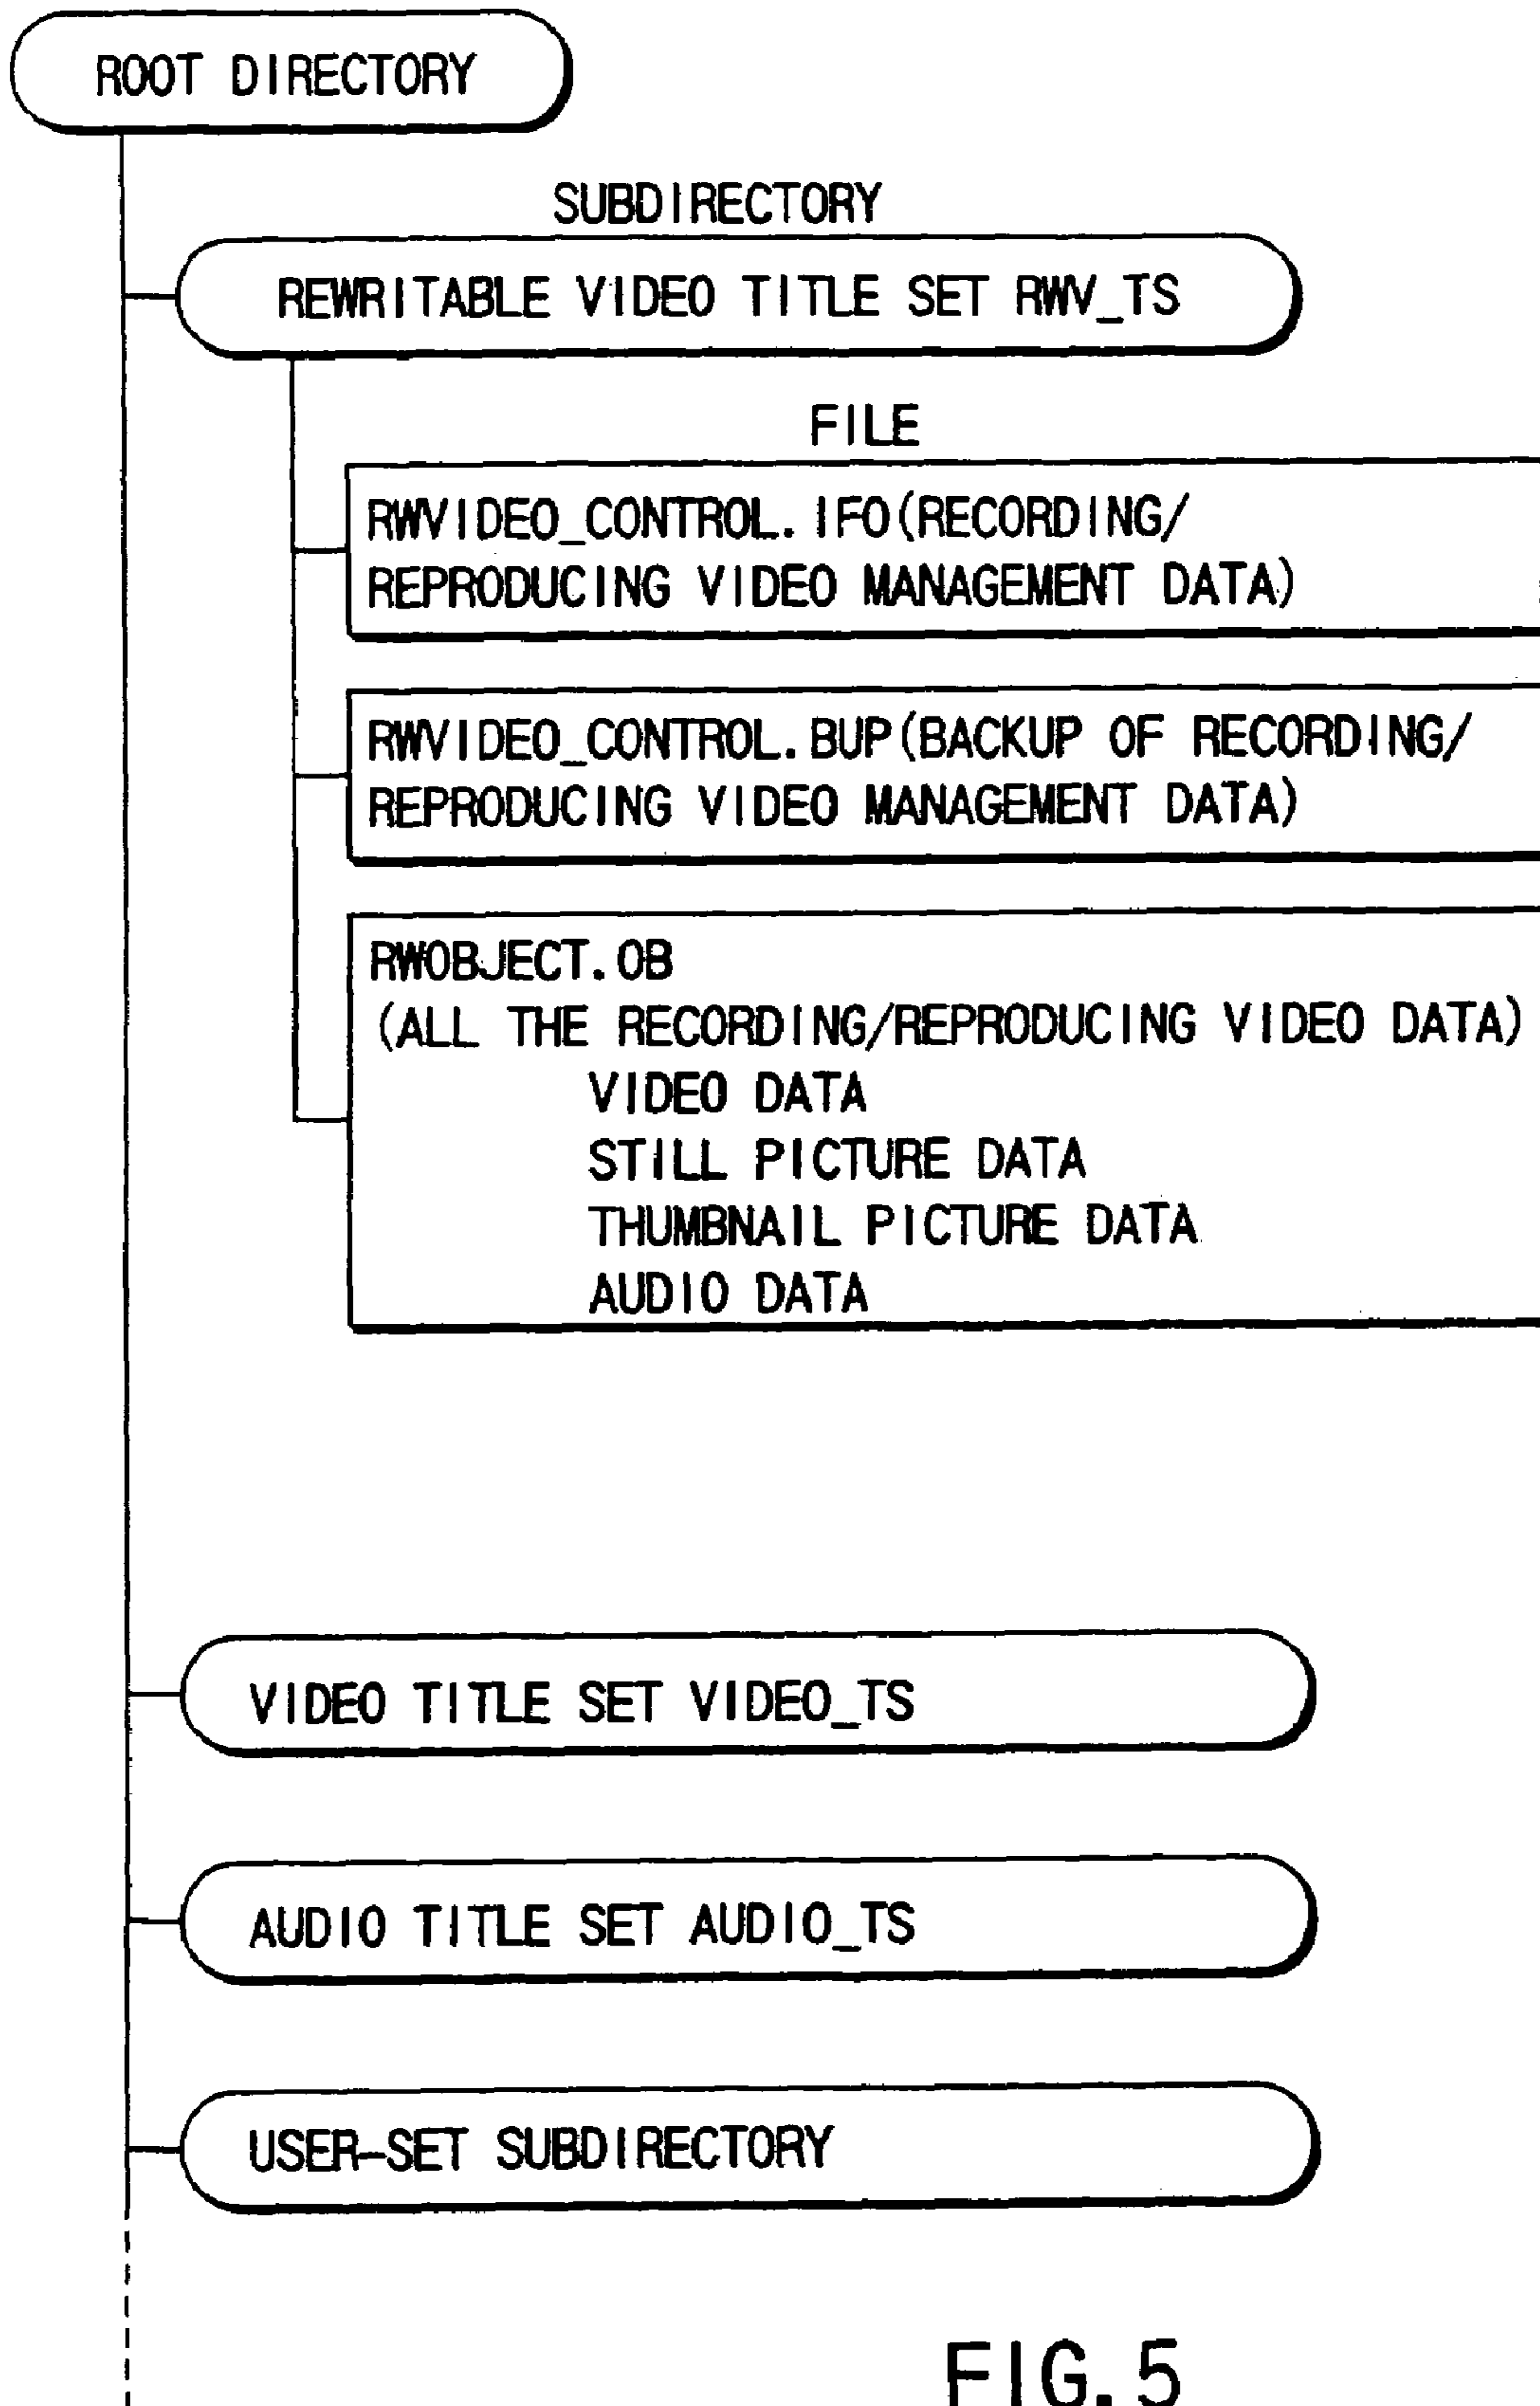 ROOT DIRECTORY
SUBDIRECTORY
REWRITABLE VIDEO TITLE SET RWV_TS
FILE
RWVIDEO_CONTROL.IFO(RECORDING/
REPRODUCING VIDEO MANAGEMENT DATA)
RWVIDEO_CONTROL.BUP(BACKUP OF RECORDING/
REPRODUCING VIDEO MANAGEMENT DATA)
RWOBJECT.OB
(ALL THE RECORDING/REPRODUCING VIDEO DATA)
VIDEO DATA
STILL PICTURE DATA
THUMBNAIL PICTURE DATA
AUDIO DATA
VIDEO TITLE SET VIDEO_TS
AUDIO TITLE SET AUDIO_TS
USER-SET SUBDIRECTORY
FIG.5